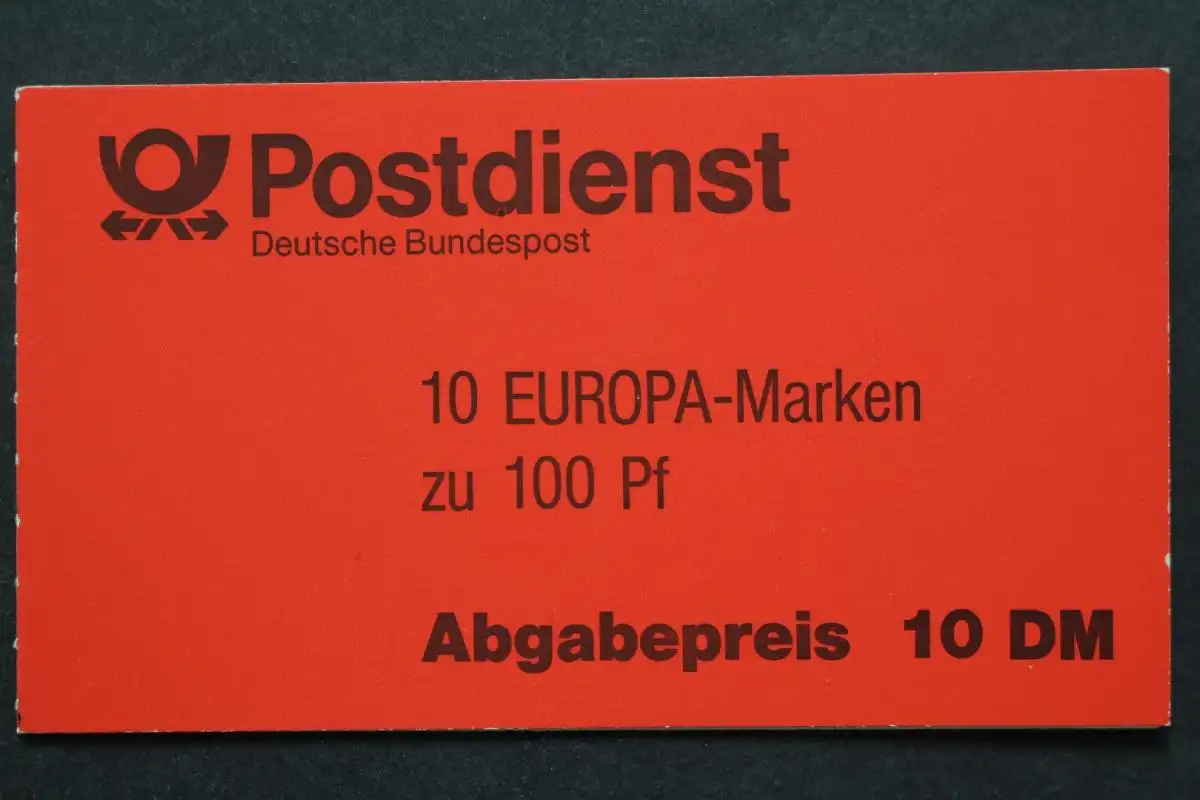 Postdienst
Deutsche Bundespost
10 EUROPA-Marken
zu 100 Pf
Abgabepreis 10 DM